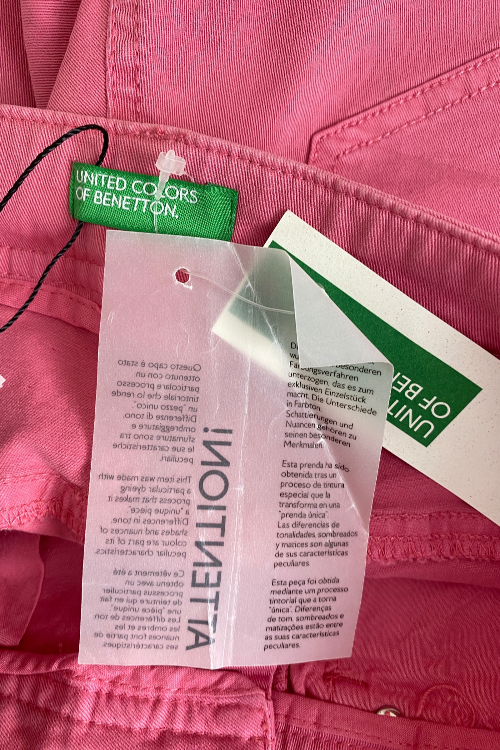 UNITED COLORS
OF BENETTON.
UNIT
OF BE
ATTENTION!
Questo capo è stato
ottenuto con un
particolare processo
tintoriale che lo rende
un "pezzo unico".
Differenze di tono,
ombreggiature e
sfumature sono tra
le sue caratteristiche
peculiari.
This item was made with
a particular dyeing
process that makes it
a "unique piece".
Differences in tone,
shades and nuances of
colour are part of its
peculiar characteristics.
Ce vêtement a été
obtenu avec un
processus particulier
de teinture qui en fait
une "pièce unique".
Les différences de ton,
les ombres et les
nuances font partie de
ses caractéristiques.
besonderen
Färbungsverfahren
unterzogen, das es zum
exklusiven Einzelstück
macht. Die Unterschiede
in Farbton,
Schattierungen und
Nuancen gehören zu
seinen besonderen
Merkmalen.
Esta prenda ha sido
obtenida tras un
proceso de tintura
especial que la
transforma en una
"prenda única".
Las diferencias de
tonalidades, sombreados
y matices son algunas
de sus características
peculiares.
Esta peça foi obtida
mediante um processo
tintorial que a torna
"única". Diferenças
de tom, sombreados e
matizações estão entre
as suas características
peculiares.